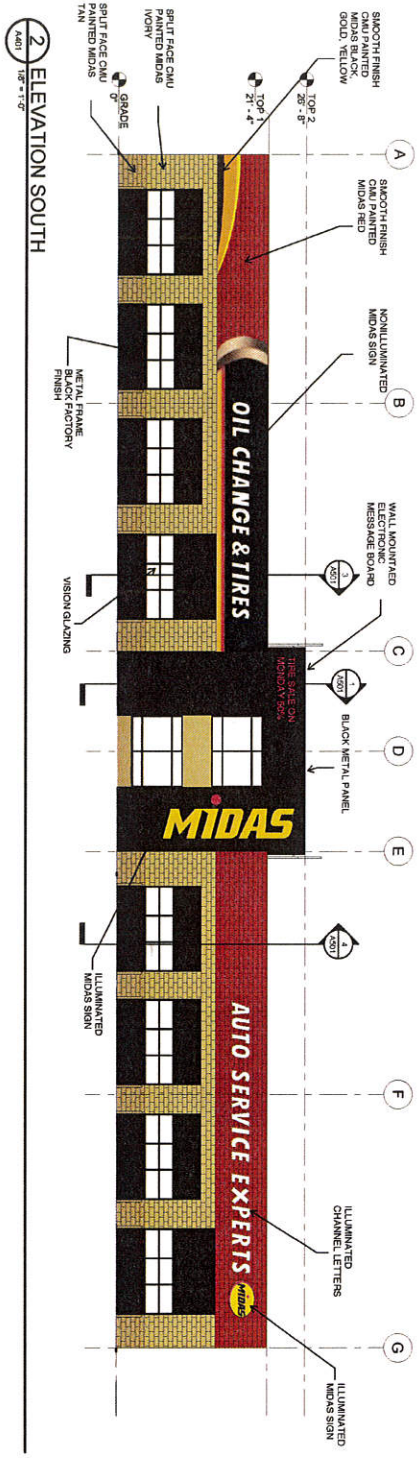 A
B
C
D
E
F
G
TOP 2
26' - 8"
TOP 1
21' - 4"
GRADE
0"
SMOOTH FINISH
CMU PAINTED
MIDAS BLACK,
GOLD, YELLOW
SMOOTH FINISH
CMU PAINTED
MIDAS RED
NONILLUMINATED
MIDAS SIGN
WALL MOUNTAED
ELECTRONIC
MESSAGE BOARD
3
A501
1
A501
BLACK METAL PANEL
4
A501
ILLUMINATED
CHANNEL LETTERS
ILLUMINATED
MIDAS SIGN
OIL CHANGE & TIRES
TIRE SALE ON
MONDAY 50%
MIDAS
AUTO SERVICE EXPERTS
MIDAS
SPLIT FACE CMU
PAINTED MIDAS
IVORY
SPLIT FACE CMU
PAINTED MIDAS
TAN
METAL FRAME
BLACK FACTORY
FINISH
VISION GLAZING
ILLUMINATED
MIDAS SIGN
2
A401
ELEVATION SOUTH
1/8" = 1'-0"